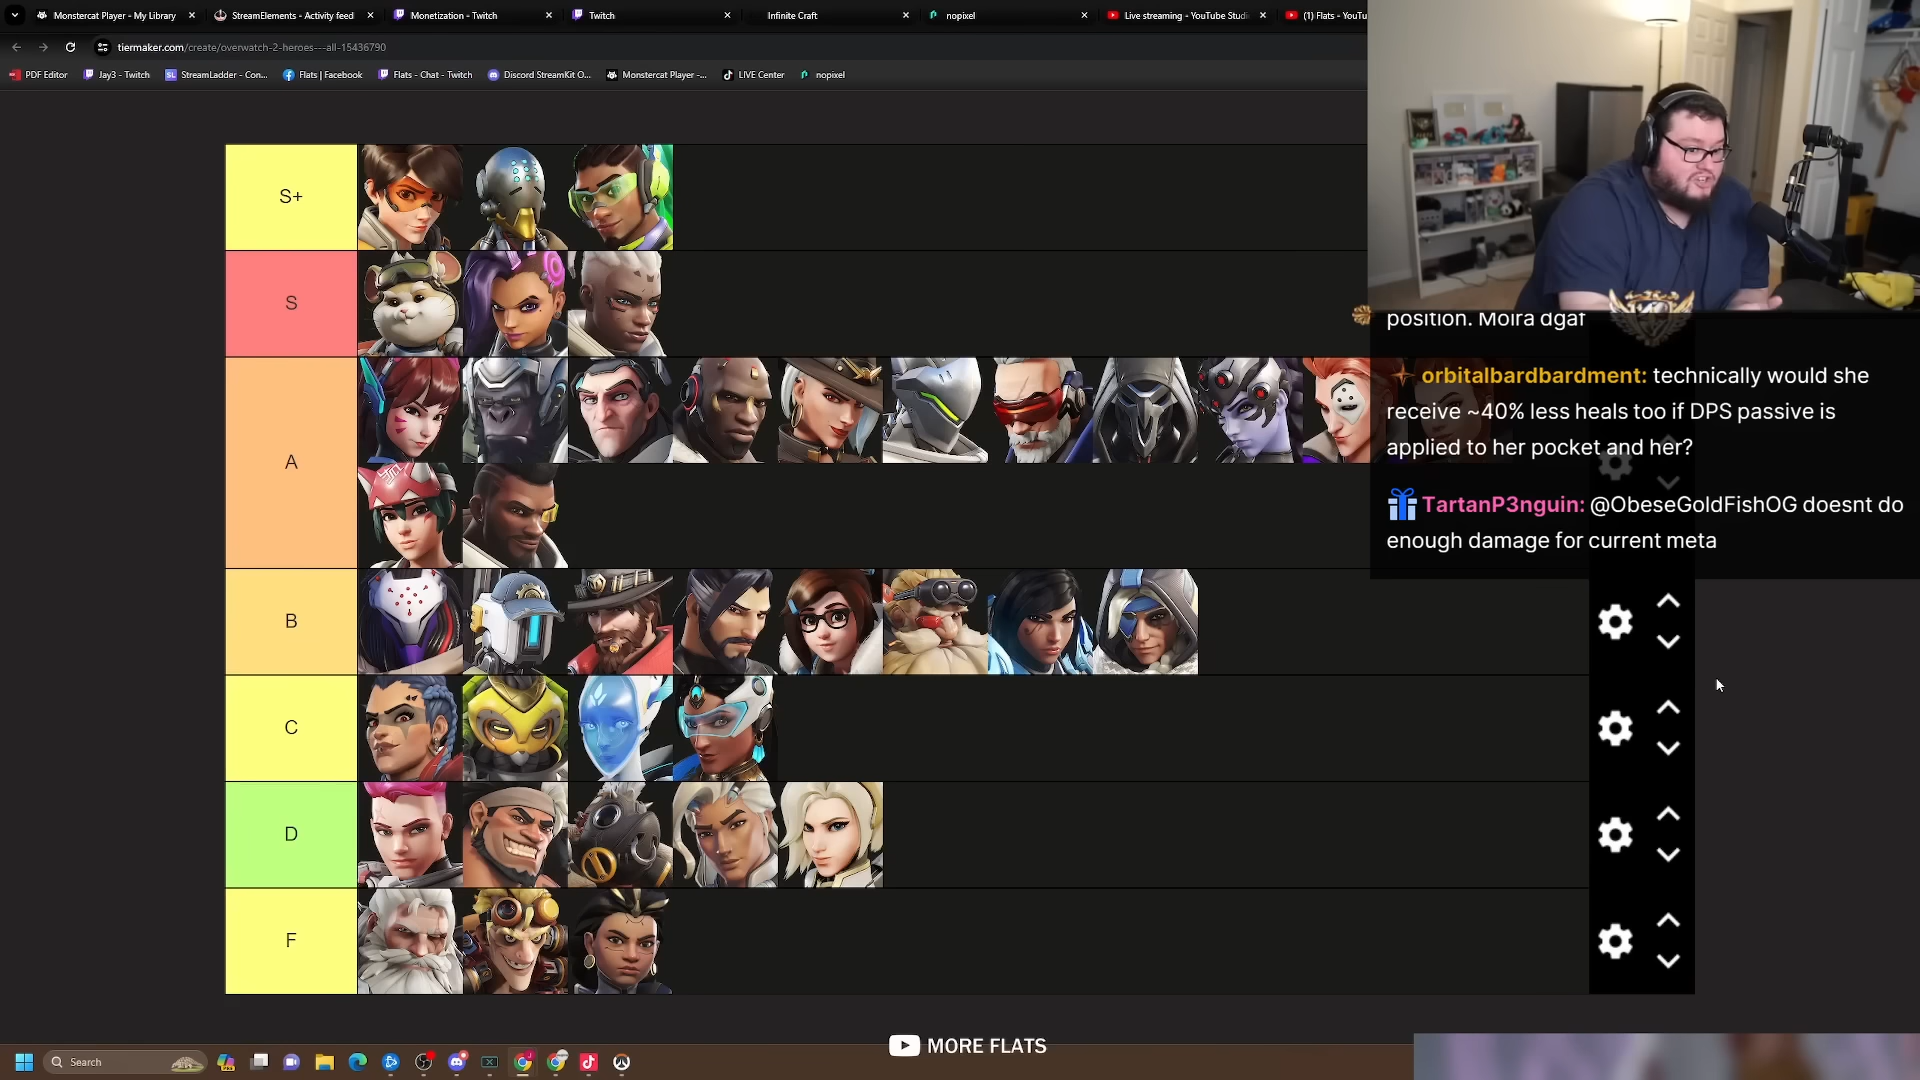 Monstercat Player - My Library
StreamElements - Activity feed
Monetization - Twitch
Twitch
Infinite Craft
nopixel
Live streaming - YouTube Studi
(1) Flats - YouTu
tiermaker.com/create/overwatch-2-heroes---all-15436790
PDF Editor
Jay3 - Twitch
StreamLadder - Con...
Flats | Facebook
Flats - Chat - Twitch
Discord StreamKit O...
Monstercat Player -...
LIVE Center
nopixel
S+
S
A
B
C
D
F
position. Moira dgaf
orbitalbardbardment: technically would she
receive ~40% less heals too if DPS passive is
applied to her pocket and her?
TartanP3nguin: @ObeseGoldFishOG doesnt do
enough damage for current meta
MORE FLATS
Search